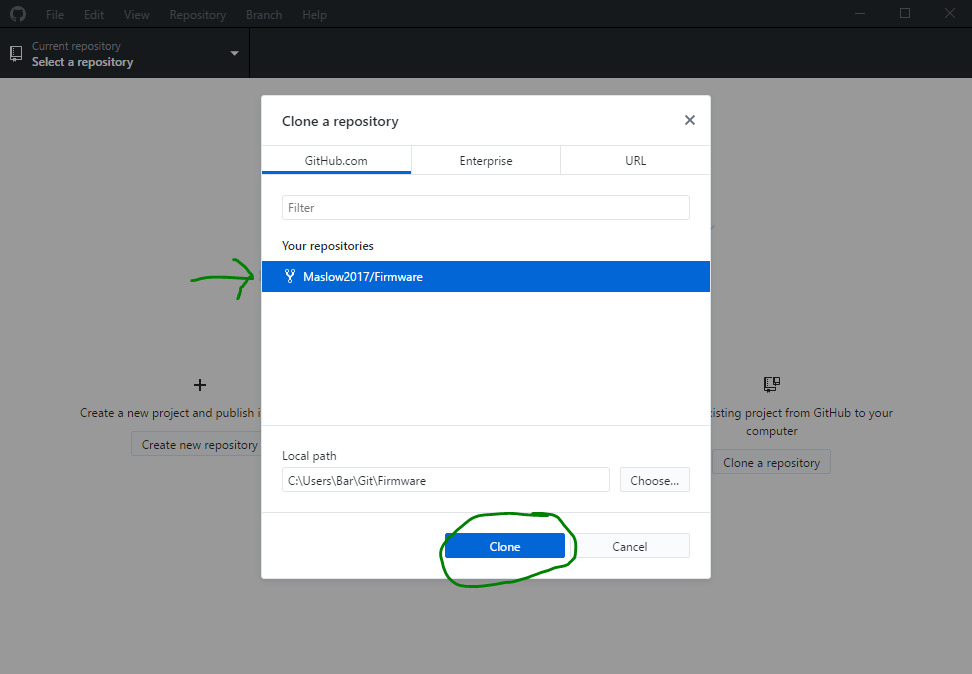 File Edit View Repository Branch Help
Current repository
Select a repository
Clone a repository
GitHub.com Enterprise URL
Filter
Your repositories
Maslow2017/Firmware
Create a new project and publish i
Create new repository
isting project from GitHub to your
computer
Clone a repository
Local path
C:\Users\Bar\Git\Firmware
Choose...
Clone Cancel